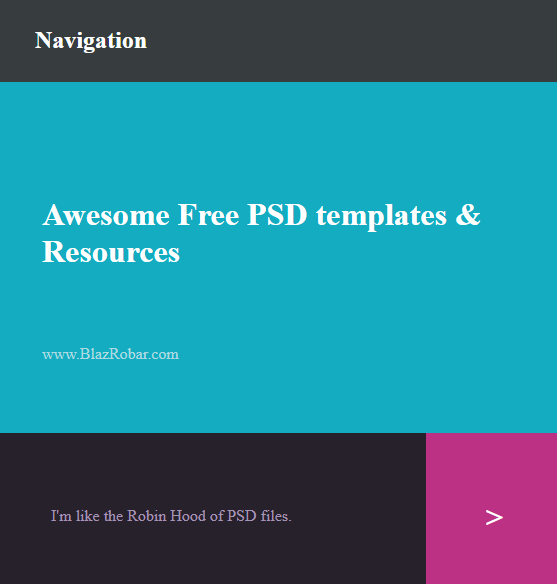 Navigation
Awesome Free PSD templates &
Resources
www.BlazRobar.com
I'm like the Robin Hood of PSD files.
>